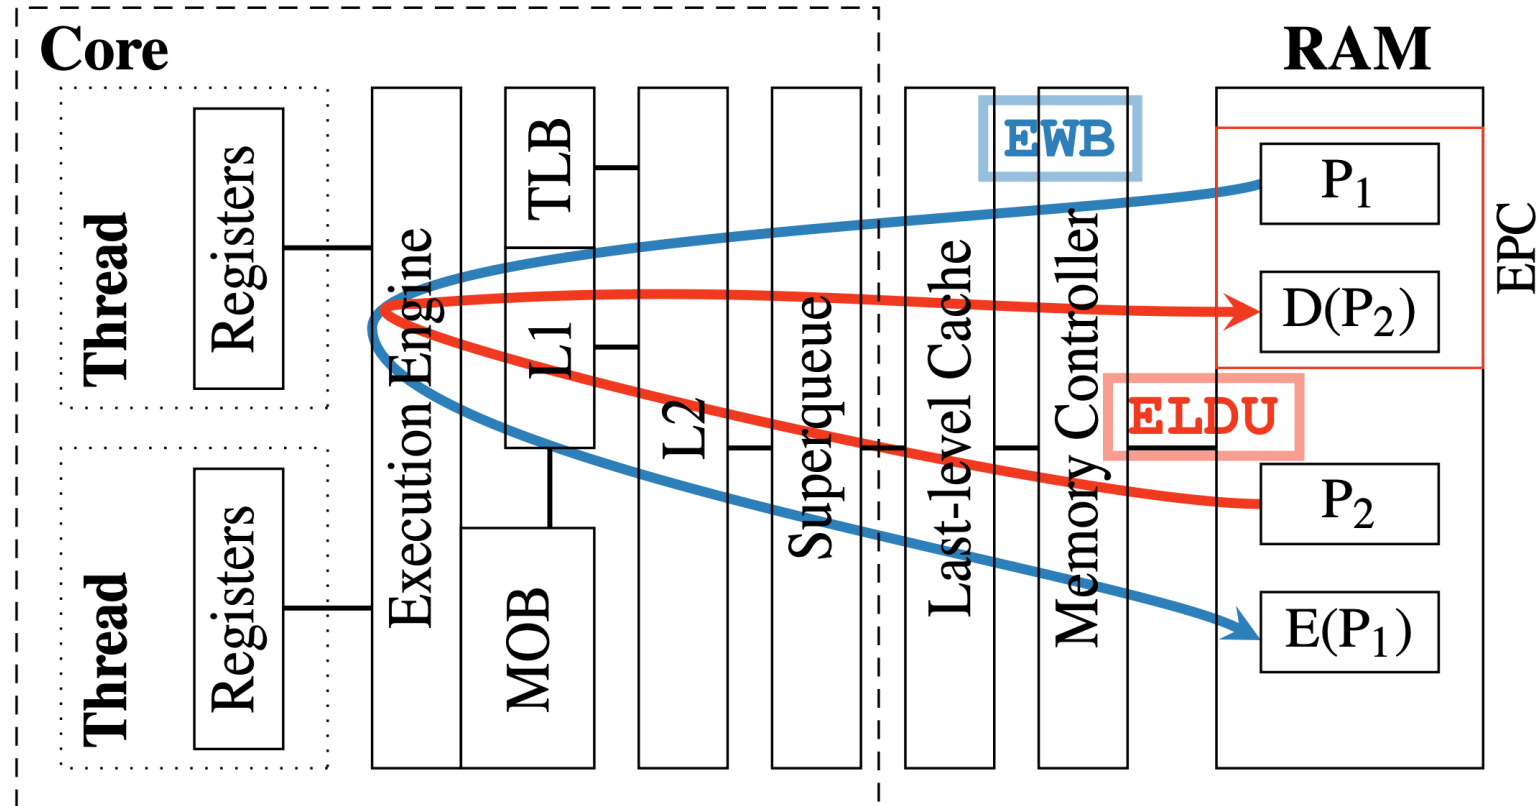 Core
RAM
Thread
Registers
Thread
Registers
Execution Engine
TLB
L1
MOB
L2
Superqueue
Last-level Cache
Memory Controller
EWB
ELDU
P1
D(P2)
EPC
P2
E(P1)